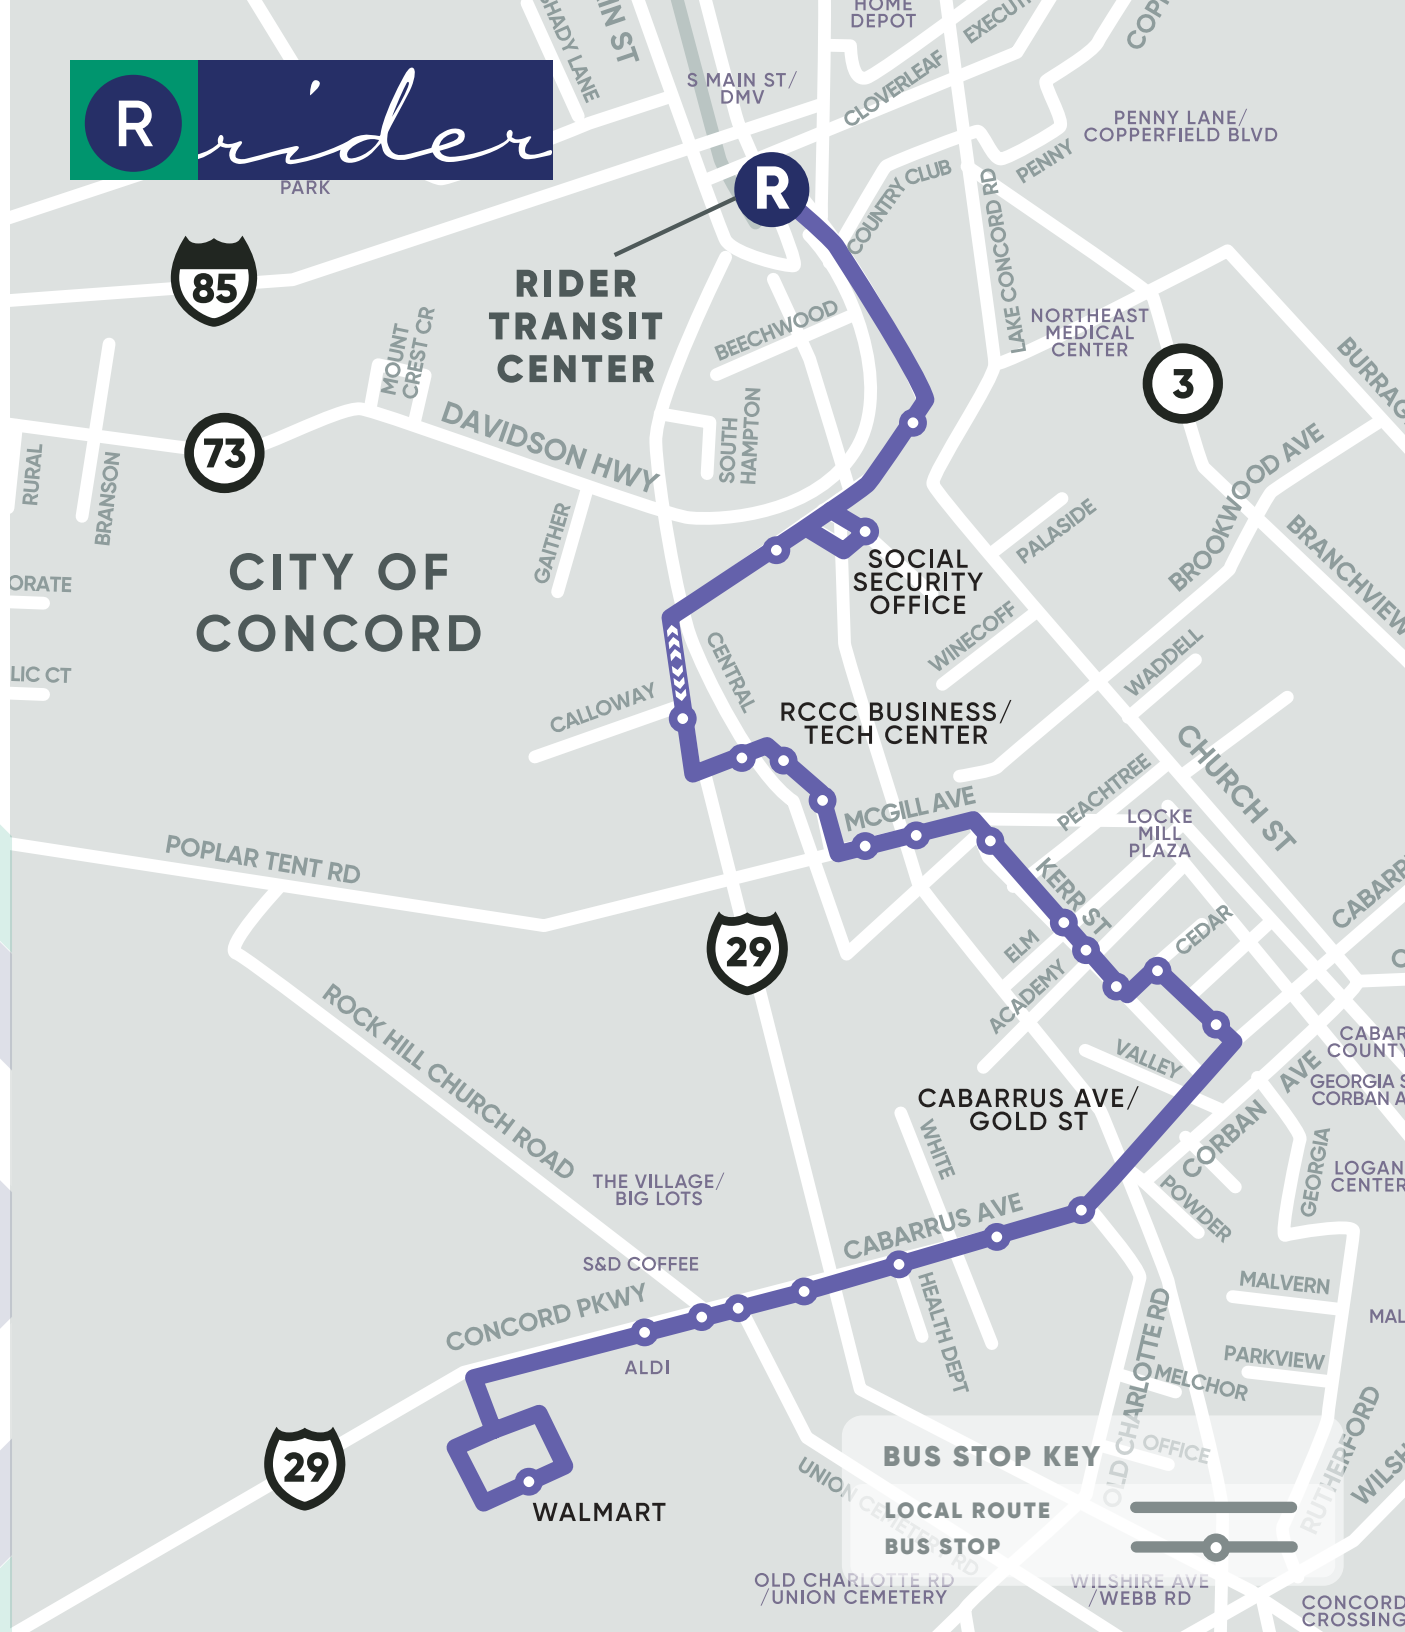 HOME
DEPOT
EXECUT
COP
SHADY LANE
IN ST
S MAIN ST/
DMV
CLOVERLEAF
PENNY LANE/
COPPERFIELD BLVD
R
rider
PARK
R
COUNTRY CLUB
PENNY
LAKE CONCORD RD
85
RIDER
TRANSIT
CENTER
BEECHWOOD
NORTHEAST
MEDICAL
CENTER
3
BURRAG
MOUNT
CREST CR
DAVIDSON HWY
SOUTH
HAMPTON
73
RURAL
BRANSON
GAITHER
PALASIDE
BROOKWOOD AVE
BRANCHVIEW
CITY OF
CONCORD
SOCIAL
SECURITY
OFFICE
ORATE
LIC CT
WINECOFF
WADDELL
CENTRAL
CALLOWAY
RCCC BUSINESS/
TECH CENTER
CHURCH ST
PEACHTREE
MCGILL AVE
LOCKE
MILL
PLAZA
POPLAR TENT RD
KERR ST
CABARR
29
ELM
CEDAR
ACADEMY
C
ROCK HILL CHURCH ROAD
VALLEY
CABAR
COUNTY
GEORGIA S
CORBAN A
CABARRUS AVE/
GOLD ST
CORBAN AVE
WHITE
GEORGIA
LOGAN
CENTER
THE VILLAGE/
BIG LOTS
POWDER
CABARRUS AVE
S&D COFFEE
MALVERN
CONCORD PKWY
HEALTH DEPT
MAL
ALDI
OLD CHARLOTTE RD
PARKVIEW
MELCHOR
RUTHERFORD
WILSH
29
BUS STOP KEY
OFFICE
UNION CEMETERY RD
WALMART
LOCAL ROUTE
BUS STOP
OLD CHARLOTTE RD
/UNION CEMETERY
WILSHIRE AVE
/WEBB RD
CONCORD
CROSSING